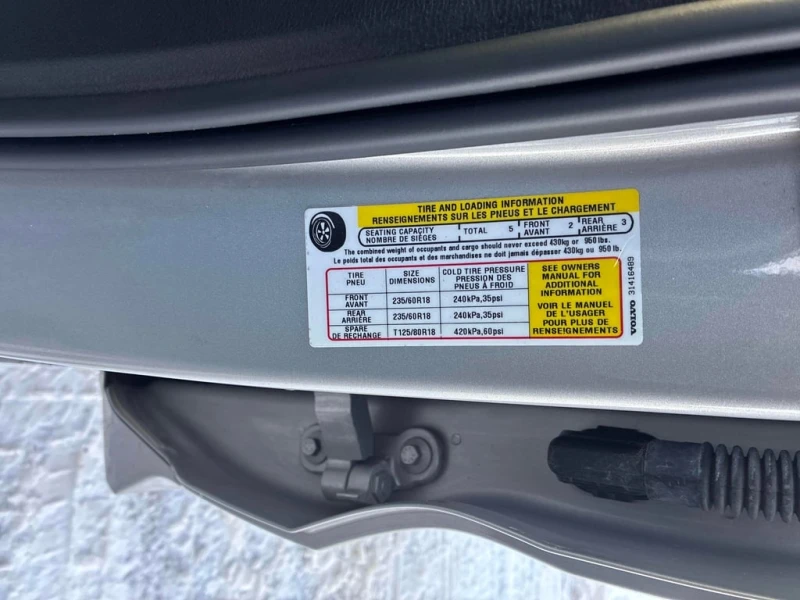 TIRE AND LOADING INFORMATION
RENSEIGNEMENTS SUR LES PNEUS ET LE CHARGEMENT
SEATING CAPACITY
NOMBRE DE SIÈGES
TOTAL 5
FRONT
AVANT 2
REAR
ARRIÈRE 3
The combined weight of occupants and cargo should never exceed 430kg or 950 lbs.
Le poids total des occupants et des marchandises ne doit jamais dépasser 430kg ou 950 lb.
TIRE
PNEU
SIZE
DIMENSIONS
COLD TIRE PRESSURE
PRESSION DES
PNEUS À FROID
FRONT
AVANT
235/60R18
240kPa,35psi
REAR
ARRIÈRE
235/60R18
240kPa,35psi
SPARE
DE RECHANGE
T125/80R18
420kPa,60psi
SEE OWNERS
MANUAL FOR
ADDITIONAL
INFORMATION
VOIR LE MANUEL
DE L'USAGER
POUR PLUS DE
RENSEIGNEMENTS
VOLVO 31416489